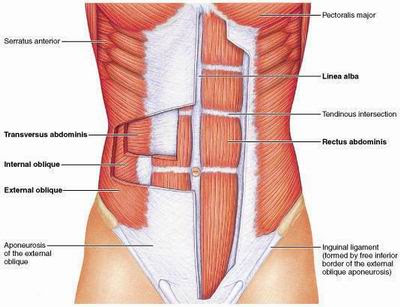 Serratus anterior
Transversus abdominis
Internal oblique
External oblique
Aponeurosis
of the external
oblique
Pectoralis major
Linea alba
Tendinous intersection
Rectus abdominis
Inguinal ligament
(formed by free inferior
border of the external
oblique aponeurosis)